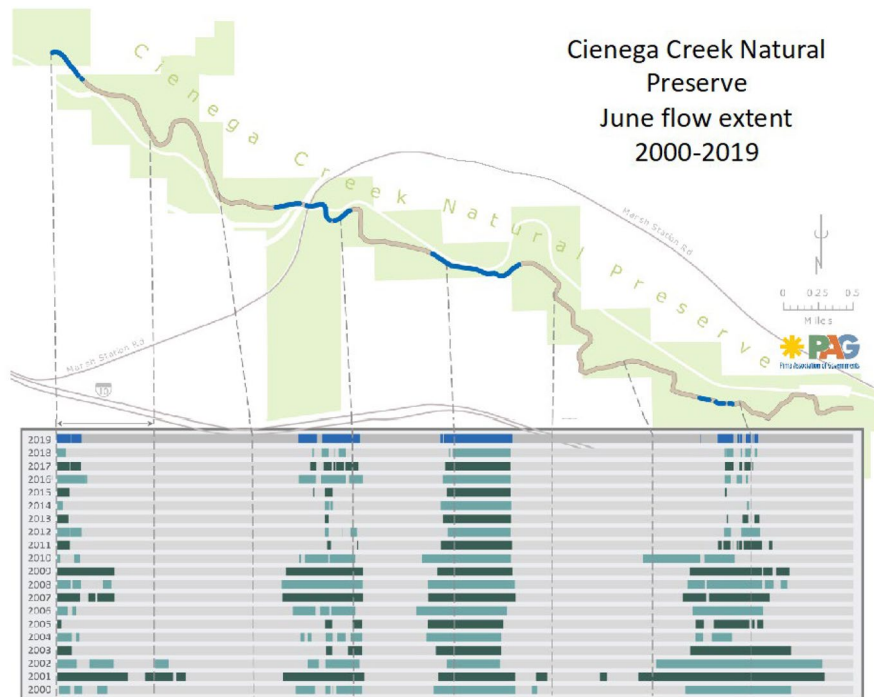 Cienega Creek Natural
Preserve
June flow extent
2000-2019
Cienega Creek Natural Preserve
Marsh Station Rd
N
0 0.25 0.5
Miles
PAG
Pima Association of Governments
Marsh Station Rd
10
2019
2018
2017
2016
2015
2014
2013
2012
2011
2010
2009
2008
2007
2006
2005
2004
2003
2002
2001
2000